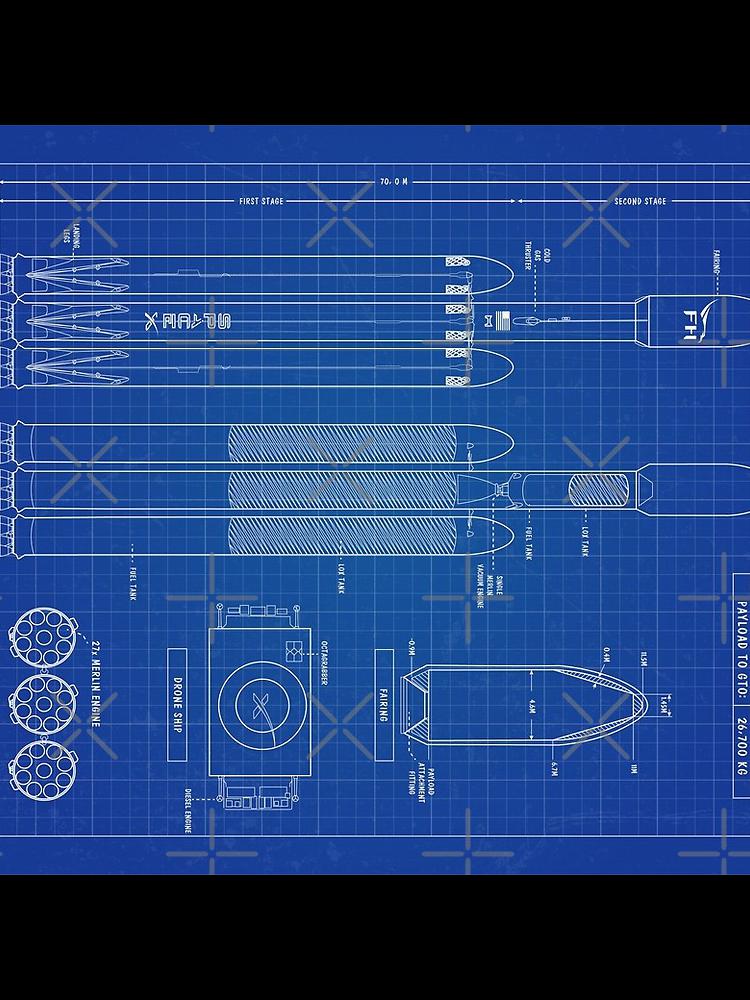 70.0 M
FIRST STAGE
SECOND STAGE
LANDING
LEGS
COLD
GAS
THRUSTER
FAIRING
FH
FUEL TANK
LOX TANK
SINGLE
MERLIN
VACUUM ENGINE
FUEL TANK
LOX TANK
27x MERLIN ENGINE
DRONE SHIP
OCTAGRABBER
DIESEL ENGINE
FAIRING
-0.9M
PAYLOAD
ATTACHMENT
FITTING
4.6M
0.4M
11.5M
1.45M
6.7M
11M
PAYLOAD TO GTO:
26.700 KG